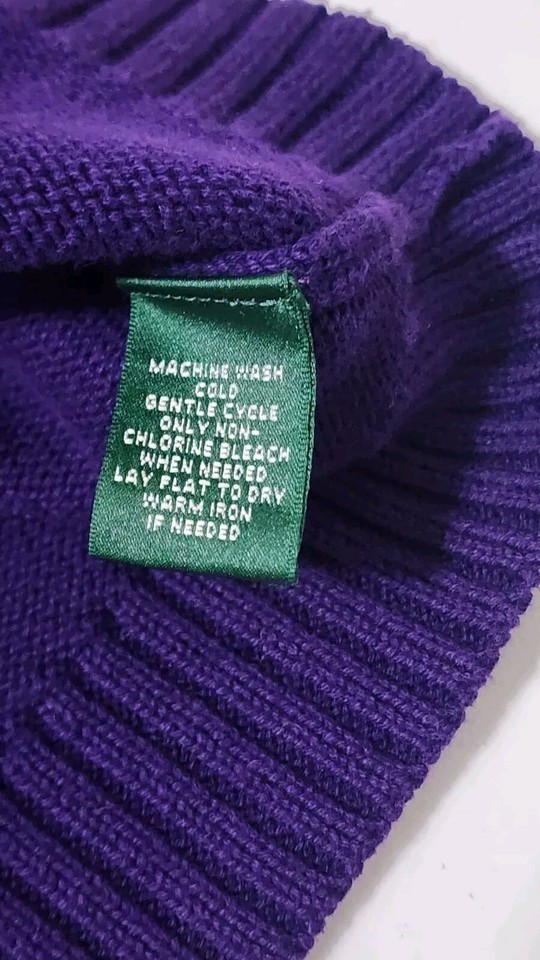 MACHINE WASH
COLD
GENTLE CYCLE
ONLY NON-
CHLORINE BLEACH
WHEN NEEDED
LAY FLAT TO DRY
WARM IRON
IF NEEDED